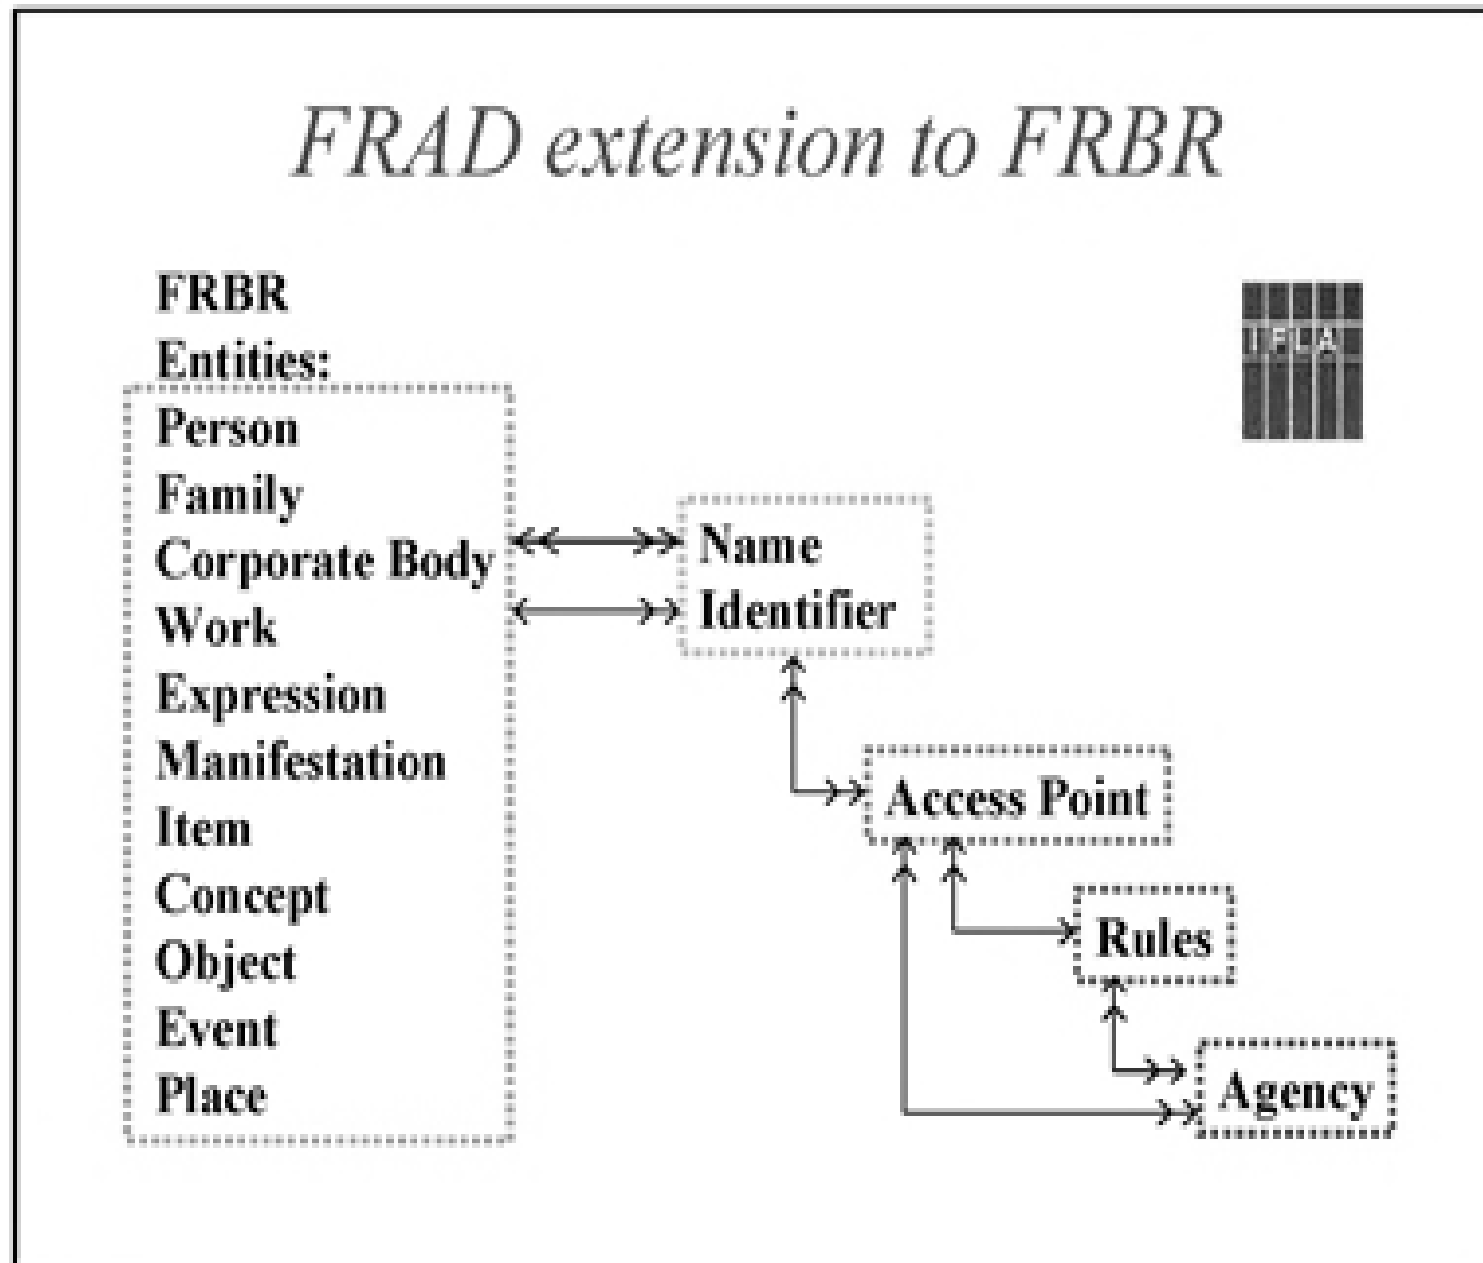 FRAD extension to FRBR
FRBR
Entities:
Person
Family
Corporate Body
Work
Expression
Manifestation
Item
Concept
Object
Event
Place
IFLA
Name
Identifier
Access Point
Rules
Agency